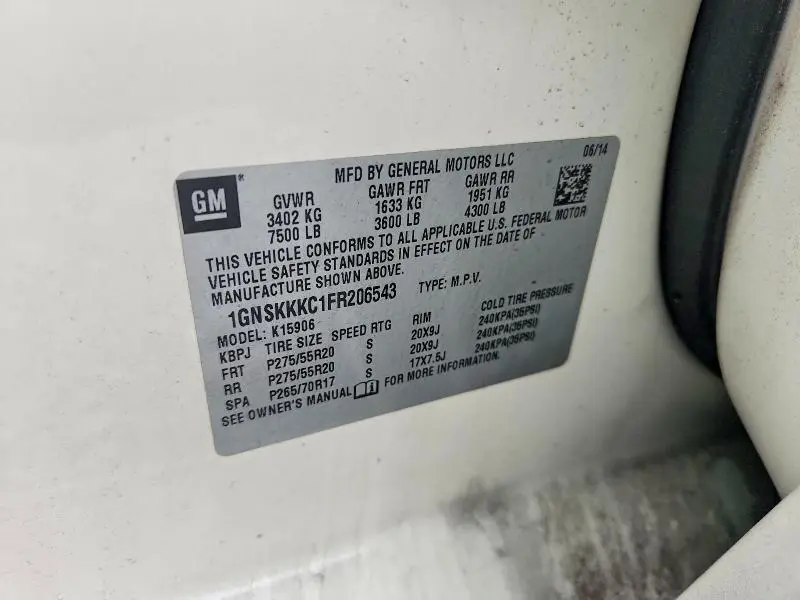 GM
MFD BY GENERAL MOTORS LLC 06/14
GVWR GAWR FRT GAWR RR
3402 KG 1633 KG 1951 KG
7500 LB 3600 LB 4300 LB
THIS VEHICLE CONFORMS TO ALL APPLICABLE U.S. FEDERAL MOTOR
VEHICLE SAFETY STANDARDS IN EFFECT ON THE DATE OF
MANUFACTURE SHOWN ABOVE.
1GNSKKKC1FR206543 TYPE: M.P.V.
MODEL: K15906
KBPJ TIRE SIZE SPEED RTG RIM COLD TIRE PRESSURE
FRT P275/55R20 S 20X9J 240KPA(35PSI)
RR P275/55R20 S 20X9J 240KPA(35PSI)
SPA P265/70R17 S 17X7.5J 240KPA(35PSI)
SEE OWNER'S MANUAL FOR MORE INFORMATION.